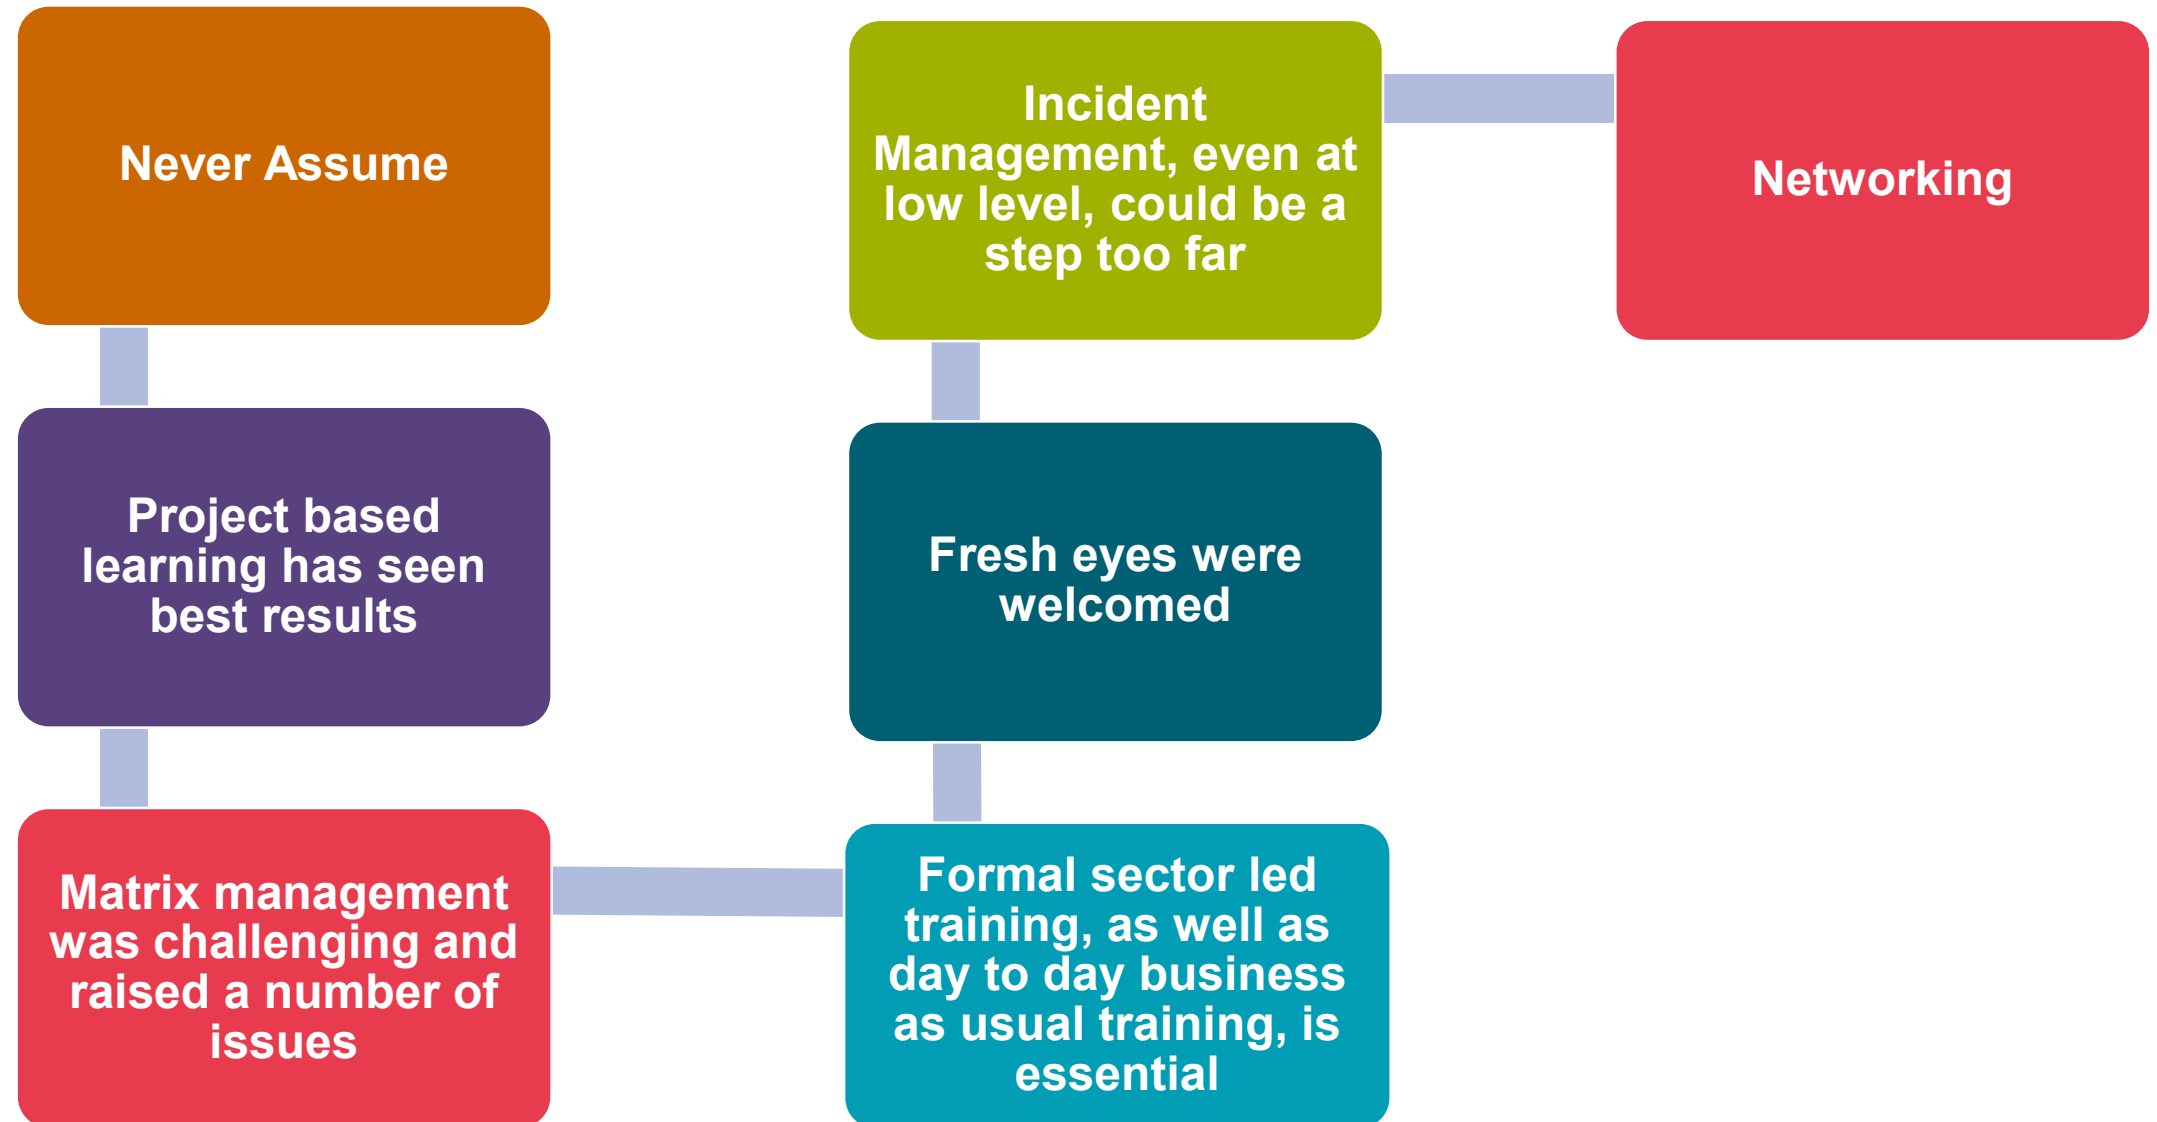 Never Assume
Project based
learning has seen
best results
Matrix management
was challenging and
raised a number of
issues
Formal sector led
training, as well as
day to day business
as usual training, is
essential
Fresh eyes were
welcomed
Incident
Management, even at
low level, could be a
step too far
Networking